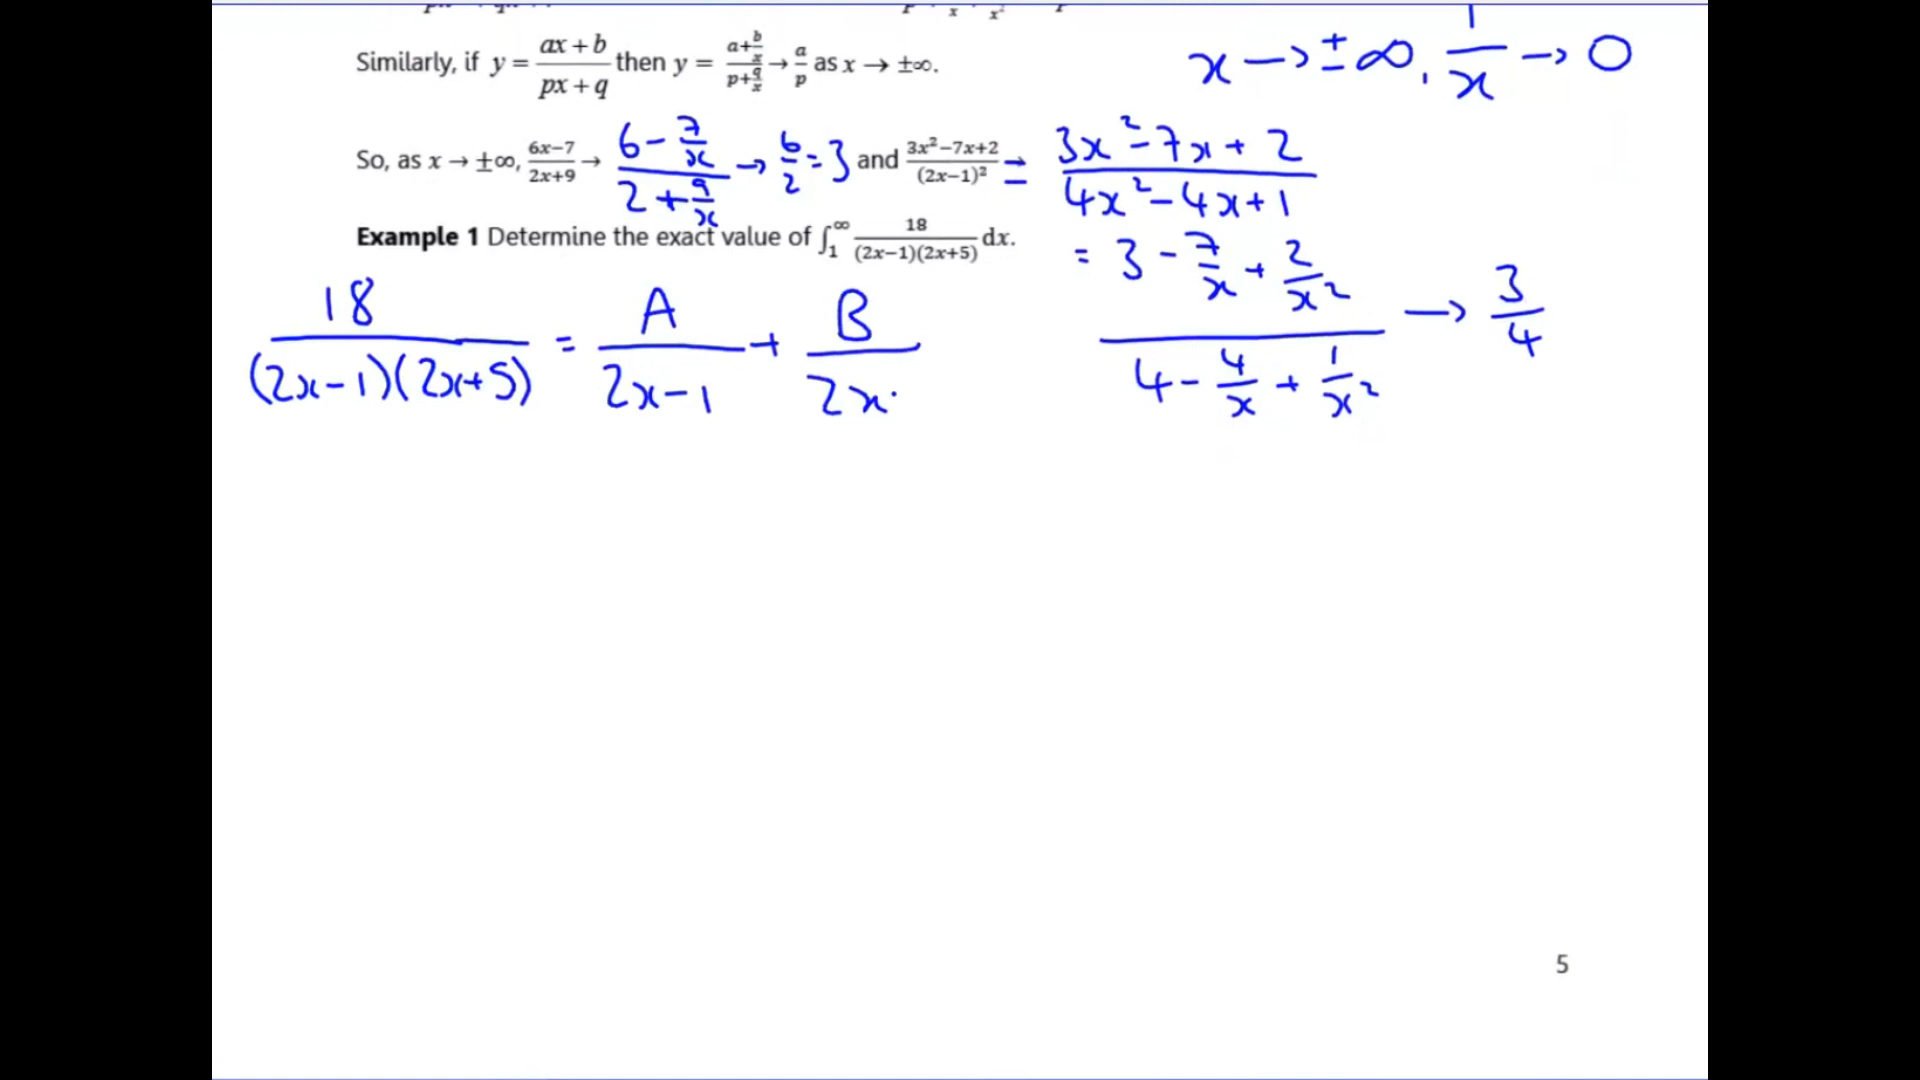 x → ±∞, 1/x → 0
Similarly, if y = (ax + b)/(px + q) then y = (a+b/x)/(p+q/x) → a/p as x → ±∞.
So, as x → ±∞, (6x−7)/(2x+9) → (6 − 7/x)/(2 + 9/x) → 6/2 = 3 and (3x²−7x+2)/(2x−1)² = (3x² − 7x + 2)/(4x² − 4x + 1)
Example 1 Determine the exact value of ∫₁^∞ 18/((2x−1)(2x+5)) dx.
= (3 − 7/x + 2/x²)/(4 − 4/x + 1/x²) → 3/4
18/((2x−1)(2x+5)) = A/(2x−1) + B/(2x
5